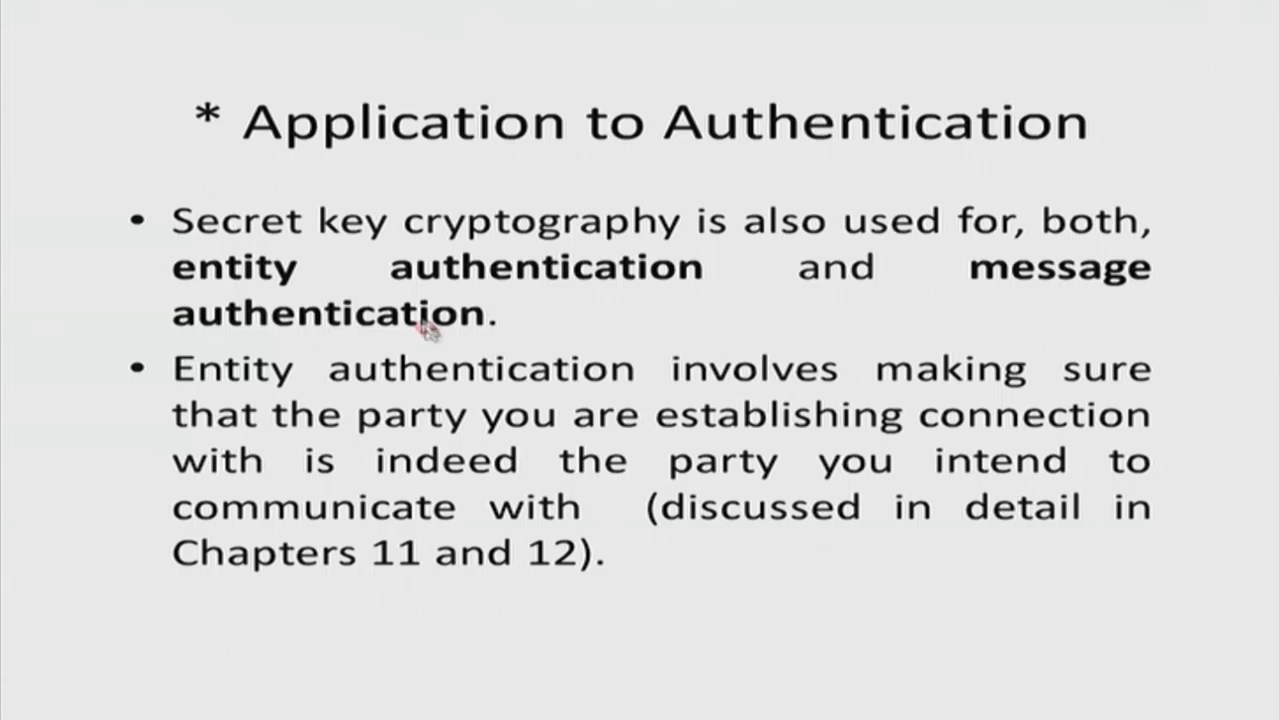 * Application to Authentication
• Secret key cryptography is also used for, both,
entity authentication and message
authentication.
• Entity authentication involves making sure
that the party you are establishing connection
with is indeed the party you intend to
communicate with (discussed in detail in
Chapters 11 and 12).